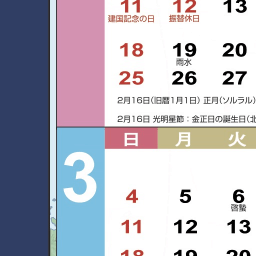 11 12 13
建国記念の日 振替休日
18 19 20
雨水
25 26 27
2月16日(旧暦1月1日) 正月(ソルラル)
2月16日 光明星節：金正日の誕生日(北
3 日 月 火
4 5 6
啓蟄
11 12 13
18 19 20